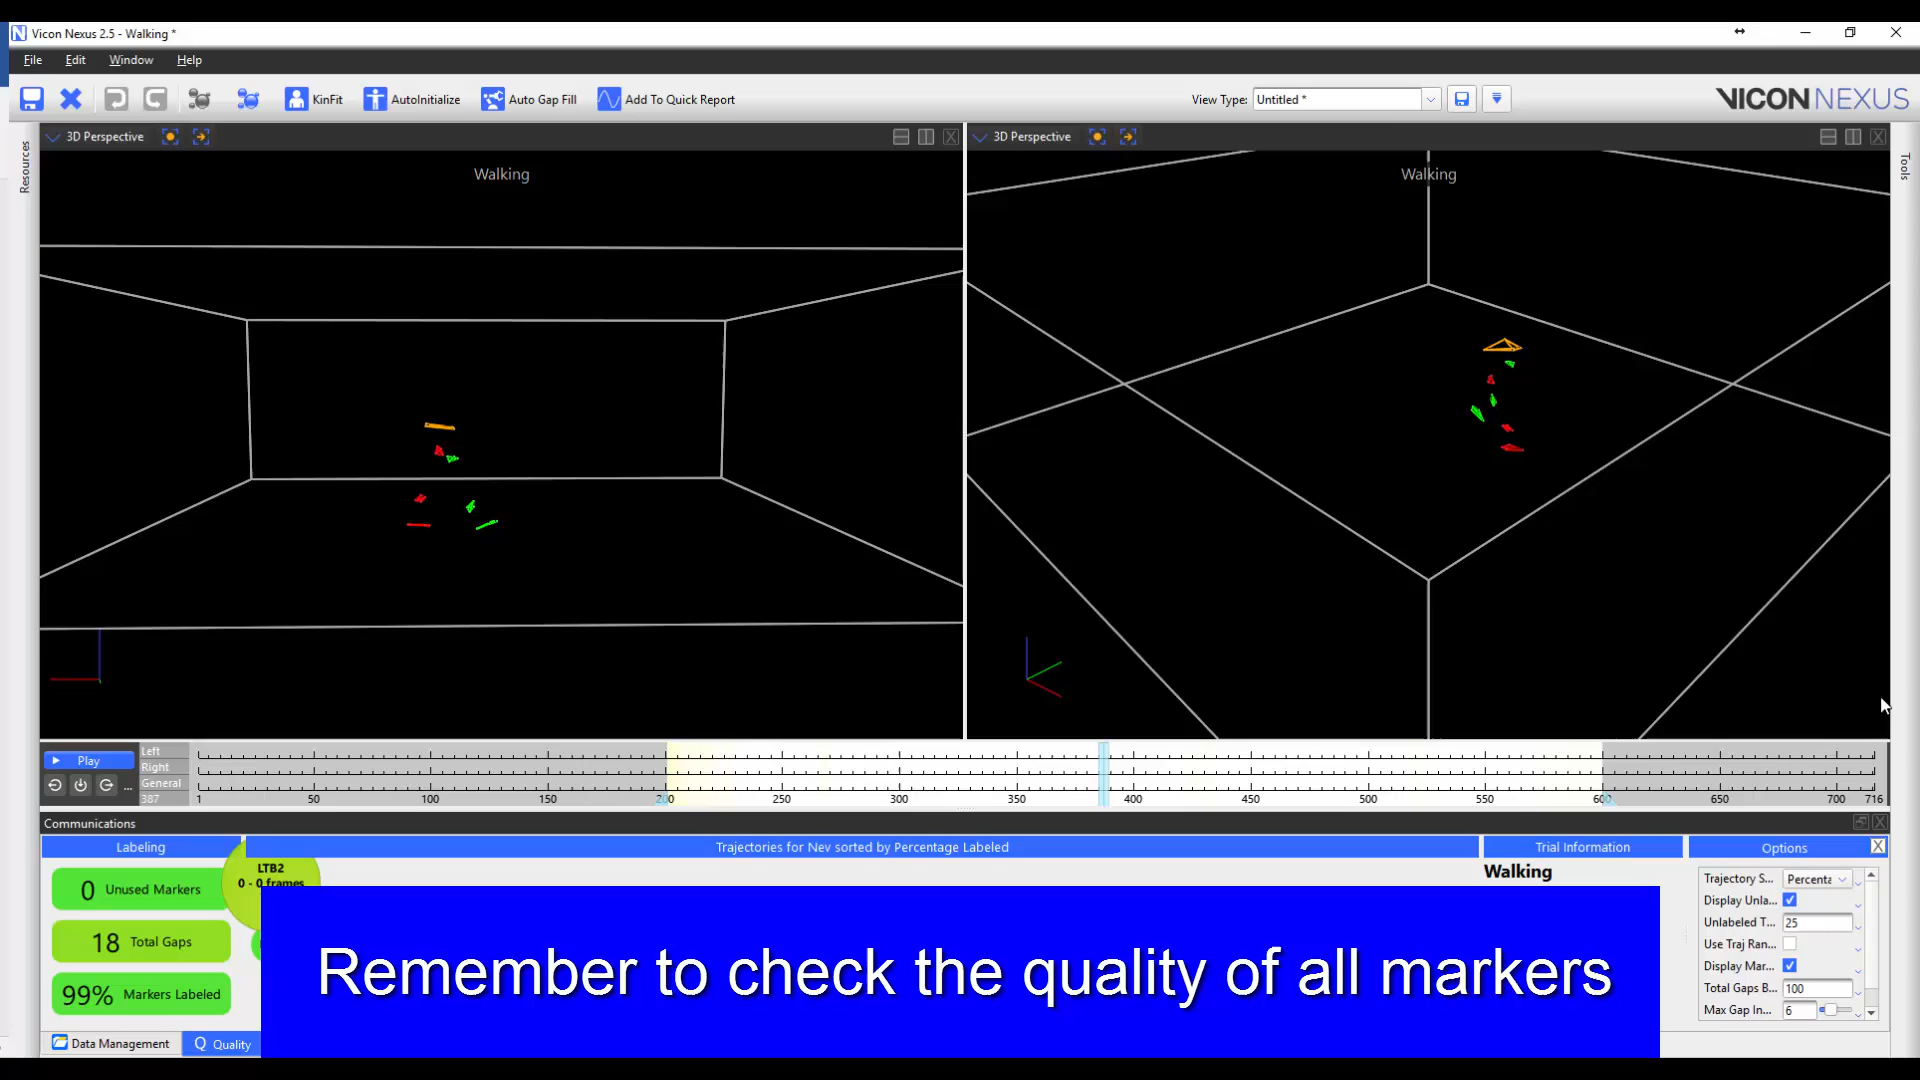 Vicon Nexus 2.5 - Walking *
File Edit Window Help
KinFit AutoInitialize Auto Gap Fill Add To Quick Report View Type: Untitled * VICON NEXUS
Resources
3D Perspective
Walking
3D Perspective
Walking
Tools
Play
Left
Right
General
387
1 50 100 150 200 250 300 350 400 450 500 550 600 650 700 716
Communications
Labeling
0 Unused Markers
18 Total Gaps
99% Markers Labeled
Trajectories for Nev sorted by Percentage Labeled
LTB2
0 - 0 frames
Trial Information
Walking
Options
Trajectory S... Percenta
Display Unla...
Unlabeled T... 25
Use Traj Ran...
Display Mar...
Total Gaps B... 100
Max Gap In... 6
Remember to check the quality of all markers
Data Management Quality